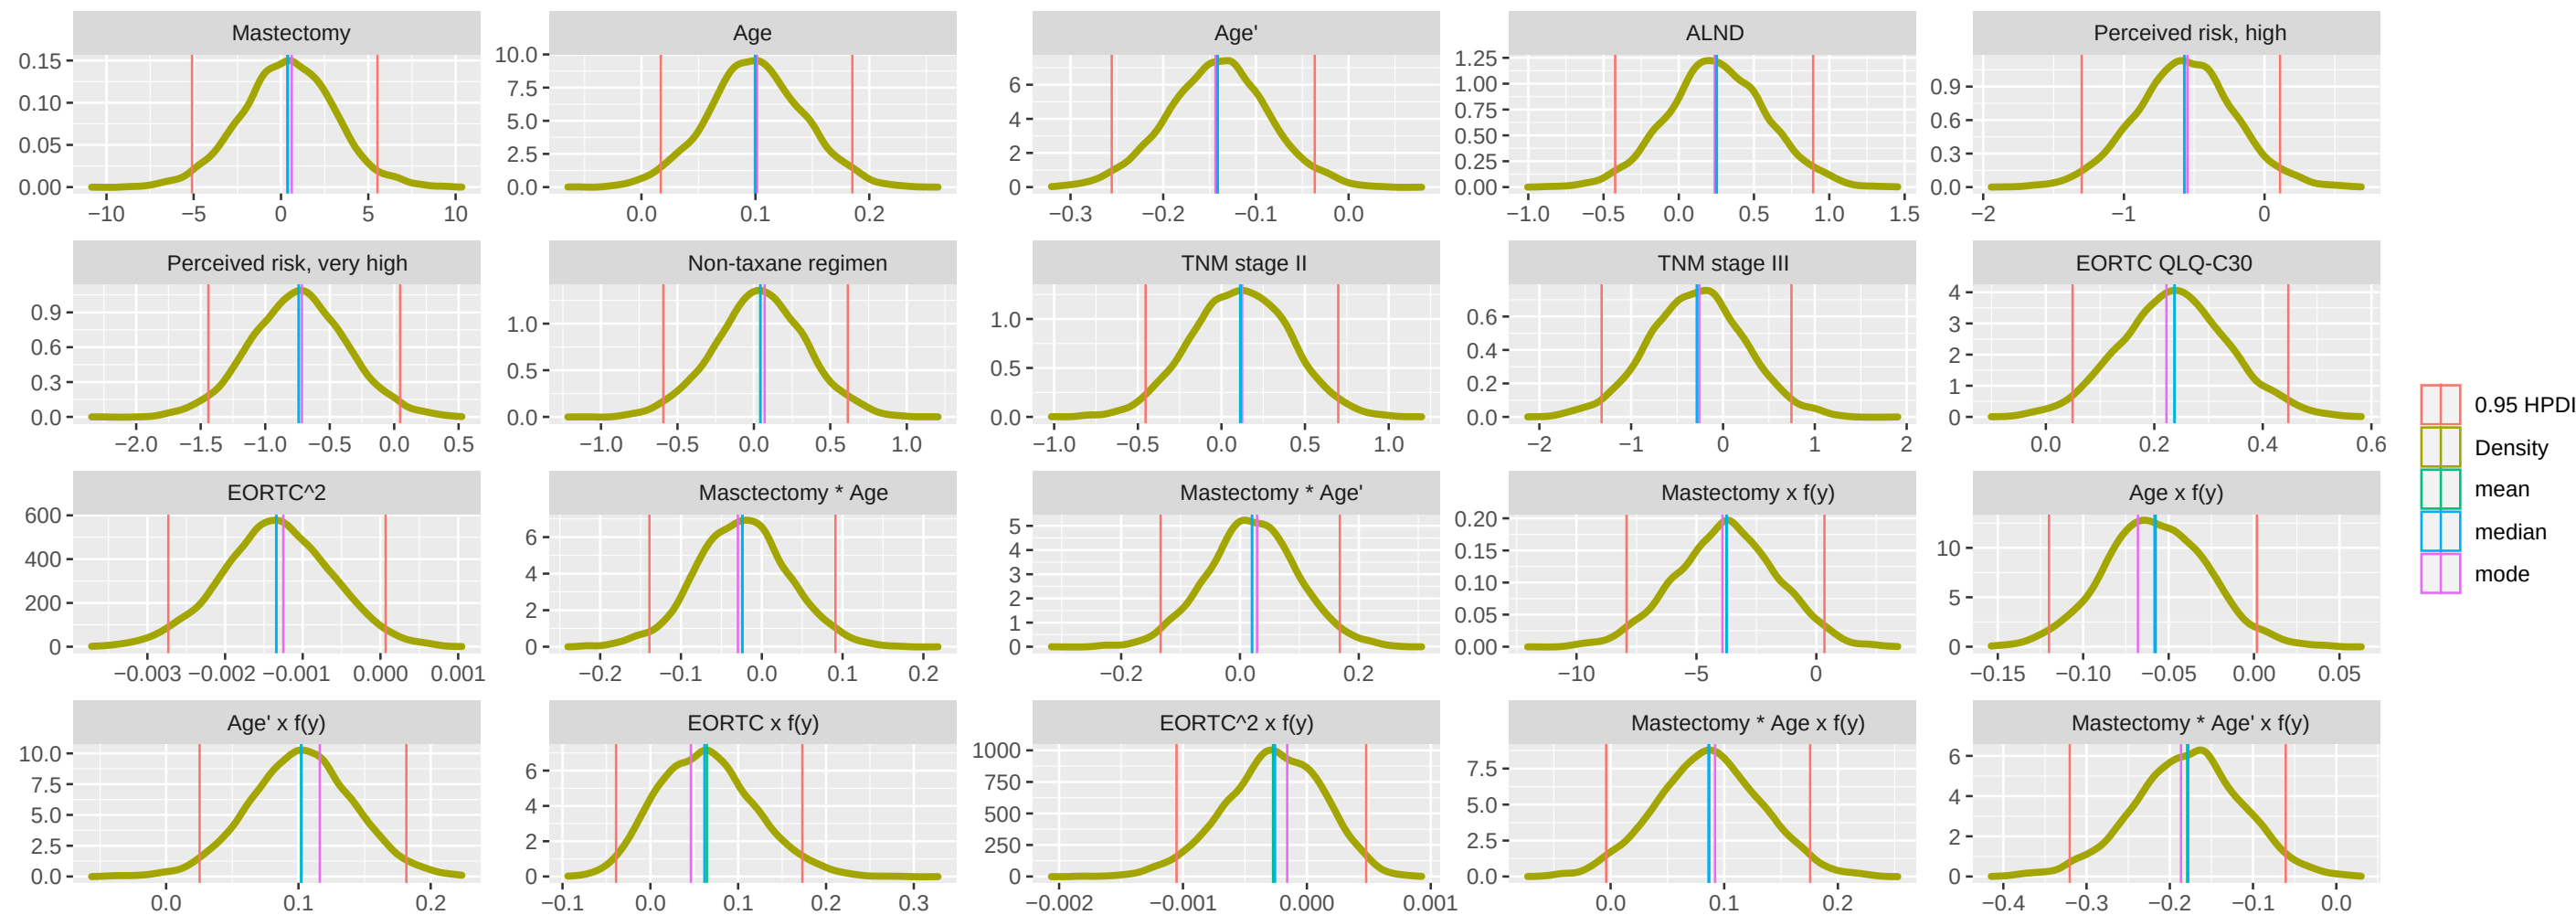 Mastectomy
Age
Age'
ALND
Perceived risk, high
0.15
0.10
0.05
0.00
−10 −5 0 5 10
10.0
7.5
5.0
2.5
0.0
0.0 0.1 0.2
6
4
2
0
−0.3 −0.2 −0.1 0.0
1.25
1.00
0.75
0.50
0.25
0.00
−1.0 −0.5 0.0 0.5 1.0 1.5
0.9
0.6
0.3
0.0
−2 −1 0
Perceived risk, very high
Non-taxane regimen
TNM stage II
TNM stage III
EORTC QLQ-C30
0.9
0.6
0.3
0.0
−2.0 −1.5 −1.0 −0.5 0.0 0.5
1.0
0.5
0.0
−1.0 −0.5 0.0 0.5 1.0
1.0
0.5
0.0
−1.0 −0.5 0.0 0.5 1.0
0.6
0.4
0.2
0.0
−2 −1 0 1 2
4
3
2
1
0
0.0 0.2 0.4 0.6
EORTC^2
Masctectomy * Age
Mastectomy * Age'
Mastectomy x f(y)
Age x f(y)
600
400
200
0
−0.003 −0.002 −0.001 0.000 0.001
6
4
2
0
−0.2 −0.1 0.0 0.1 0.2
5
4
3
2
1
0
−0.2 0.0 0.2
0.20
0.15
0.10
0.05
0.00
−10 −5 0
10
5
0
−0.15 −0.10 −0.05 0.00 0.05
Age' x f(y)
EORTC x f(y)
EORTC^2 x f(y)
Mastectomy * Age x f(y)
Mastectomy * Age' x f(y)
10.0
7.5
5.0
2.5
0.0
0.0 0.1 0.2
6
4
2
0
−0.1 0.0 0.1 0.2 0.3
1000
750
500
250
0
−0.002 −0.001 0.000 0.001
7.5
5.0
2.5
0.0
0.0 0.1 0.2
6
4
2
0
−0.4 −0.3 −0.2 −0.1 0.0
0.95 HPDI
Density
mean
median
mode